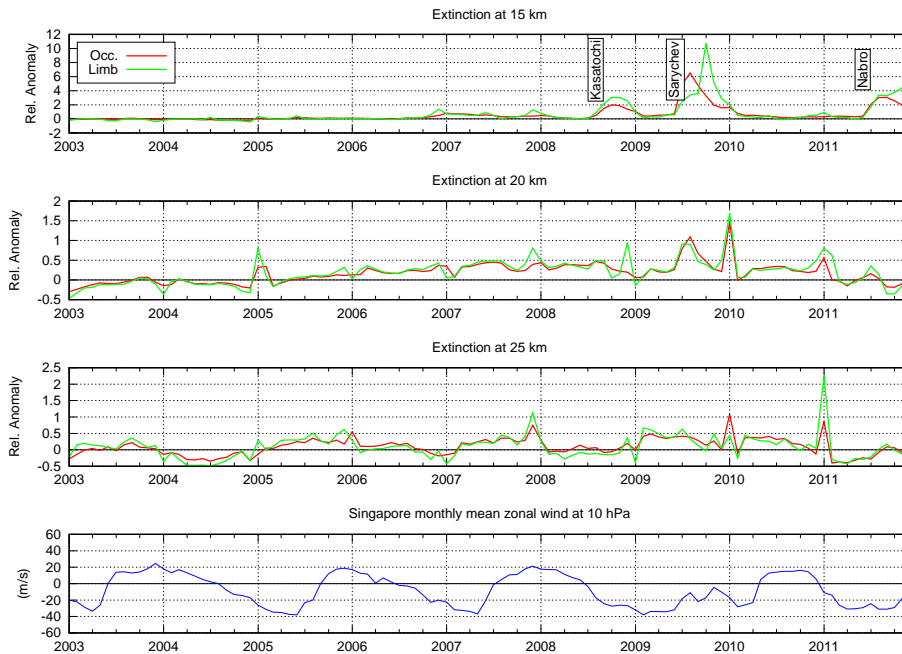 Extinction at 15 km
Rel. Anomaly
12
10
8
6
4
2
0
-2
Occ.
Limb
Kasatochi
Sarychev
Nabro
2003 2004 2005 2006 2007 2008 2009 2010 2011
Extinction at 20 km
Rel. Anomaly
2
1.5
1
0.5
0
-0.5
2003 2004 2005 2006 2007 2008 2009 2010 2011
Extinction at 25 km
Rel. Anomaly
2.5
2
1.5
1
0.5
0
-0.5
2003 2004 2005 2006 2007 2008 2009 2010 2011
Singapore monthly mean zonal wind at 10 hPa
(m/s)
60
40
20
0
-20
-40
-60
2003 2004 2005 2006 2007 2008 2009 2010 2011